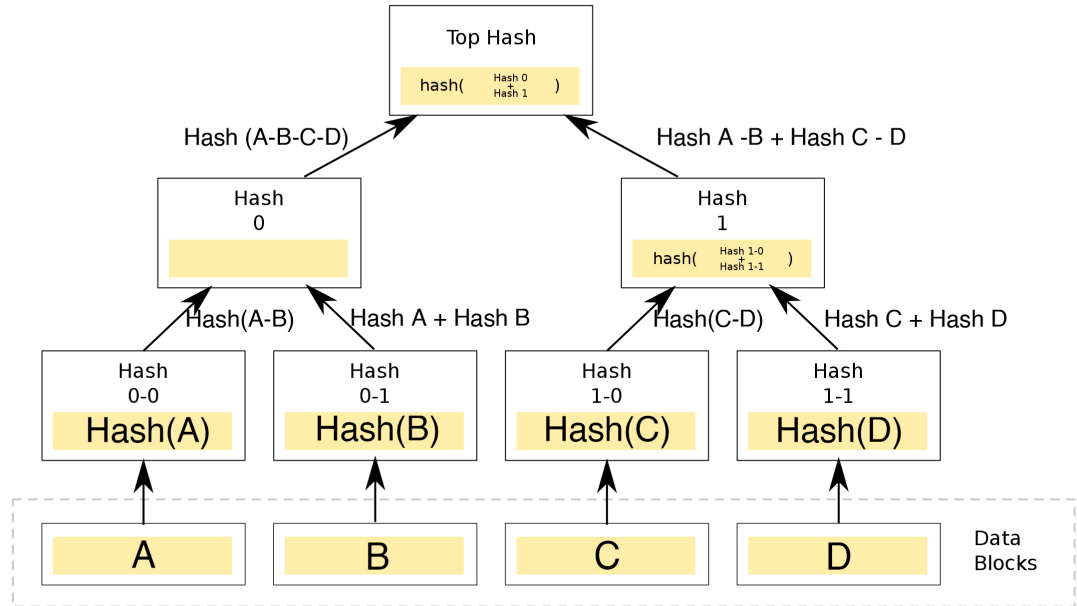 Top Hash
hash( Hash 0 + Hash 1 )
Hash (A-B-C-D)
Hash A -B + Hash C - D
Hash
0
Hash
1
hash( Hash 1-0 + Hash 1-1 )
Hash(A-B)
Hash A + Hash B
Hash(C-D)
Hash C + Hash D
Hash
0-0
Hash(A)
Hash
0-1
Hash(B)
Hash
1-0
Hash(C)
Hash
1-1
Hash(D)
A
B
C
D
Data
Blocks